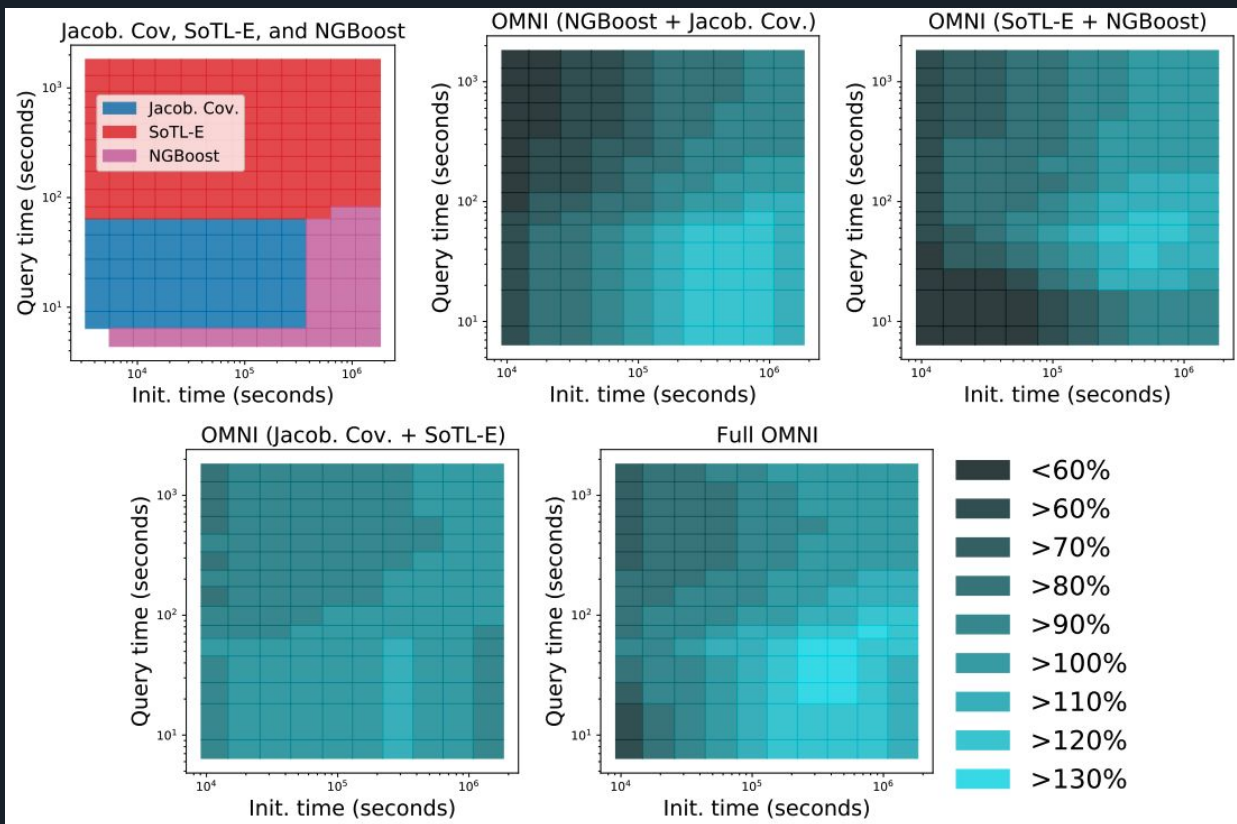 Jacob. Cov, SoTL-E, and NGBoost
Query time (seconds)
10³
10²
10¹
Jacob. Cov.
SoTL-E
NGBoost
10⁴ 10⁵ 10⁶
Init. time (seconds)
OMNI (NGBoost + Jacob. Cov.)
Query time (seconds)
10³
10²
10¹
10⁴ 10⁵ 10⁶
Init. time (seconds)
OMNI (SoTL-E + NGBoost)
Query time (seconds)
10³
10²
10¹
10⁴ 10⁵ 10⁶
Init. time (seconds)
OMNI (Jacob. Cov. + SoTL-E)
Query time (seconds)
10³
10²
10¹
10⁴ 10⁵ 10⁶
Init. time (seconds)
Full OMNI
Query time (seconds)
10³
10²
10¹
10⁴ 10⁵ 10⁶
Init. time (seconds)
<60%
>60%
>70%
>80%
>90%
>100%
>110%
>120%
>130%